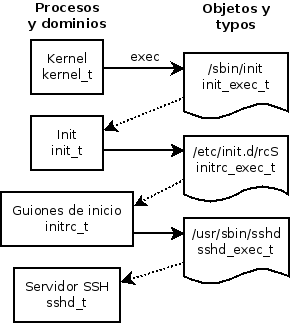 Procesos
y dominios
Objetos y
typos
Kernel
kernel_t
exec
/sbin/init
init_exec_t
Init
init_t
/etc/init.d/rcS
initrc_exec_t
Guiones de inicio
initrc_t
/usr/sbin/sshd
sshd_exec_t
Servidor SSH
sshd_t